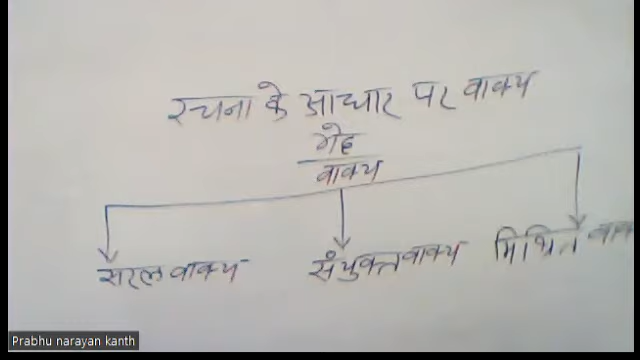 रचना के आधार पर वाक्य
भेद
वाक्य
सरल वाक्य संयुक्त वाक्य मिश्रित वाक
Prabhu narayan kanth